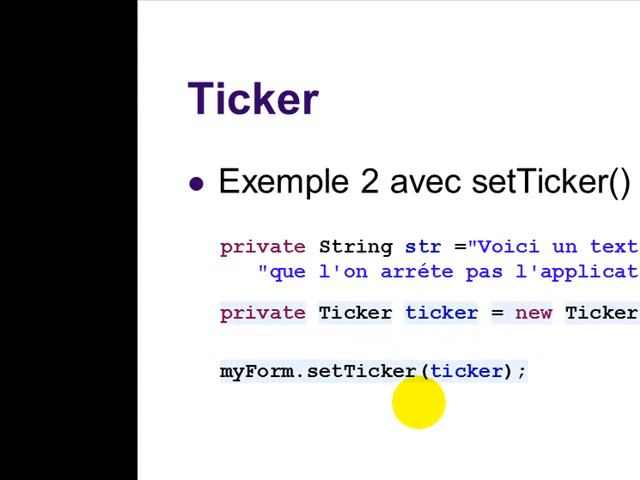 Ticker
Exemple 2 avec setTicker()
private String str ="Voici un text
"que l'on arréte pas l'applicat
private Ticker ticker = new Ticker
myForm.setTicker(ticker);